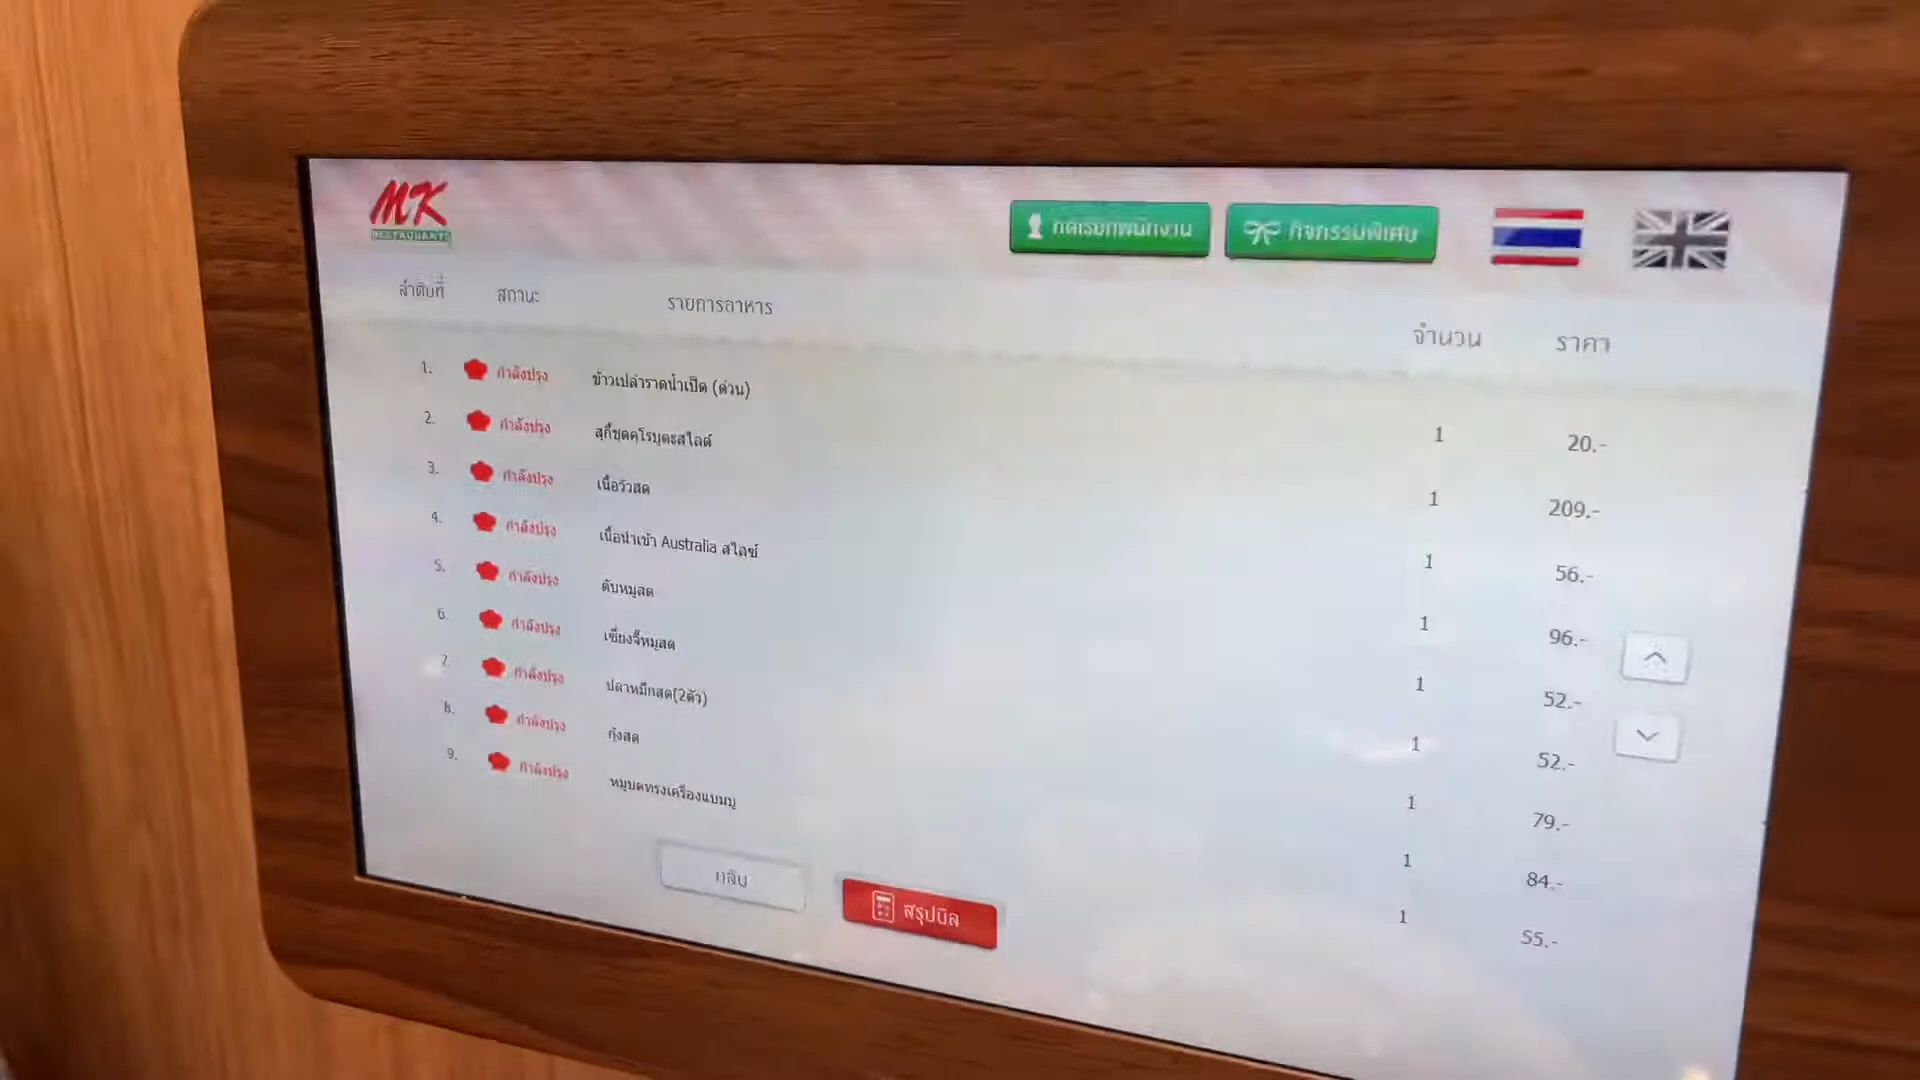 MK
RESTAURANTS
กดเรียกพนักงาน
กิจกรรมพิเศษ
ลำดับที่ สถานะ รายการอาหาร จำนวน ราคา
1. กำลังปรุง ข้าวเปล่าราดน้ำเป็ด (ด่วน) 1 20.-
2. กำลังปรุง สุกี้ชุดคุโรบุตะสไลด์ 1 209.-
3. กำลังปรุง เนื้อวัวสด 1 56.-
4. กำลังปรุง เนื้อนำเข้า Australia สไลซ์ 1 96.-
5. กำลังปรุง ตับหมูสด 1 52.-
6. กำลังปรุง เซี่ยงจี๊หมูสด 1 52.-
7. กำลังปรุง ปลาหมึกสด(2ตัว) 1 79.-
8. กำลังปรุง กุ้งสด 1 84.-
9. กำลังปรุง หมูบดทรงเครื่องแบมบู 1 55.-
กลับ
สรุปบิล